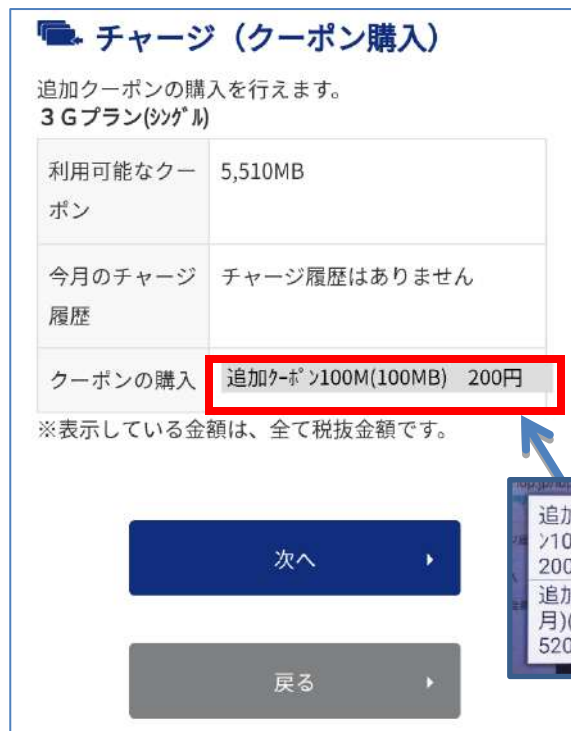 チャージ（クーポン購入）
追加クーポンの購入を行えます。
３Gプラン(ｼﾝｸﾞﾙ)
利用可能なクー
ポン
5,510MB
今月のチャージ
履歴
チャージ履歴はありません
クーポンの購入
追加ｸｰﾎﾟﾝ100M(100MB) 200円
※表示している金額は、全て税抜金額です。
次へ
戻る
追加
ﾝ10
200
追加
月)(
520